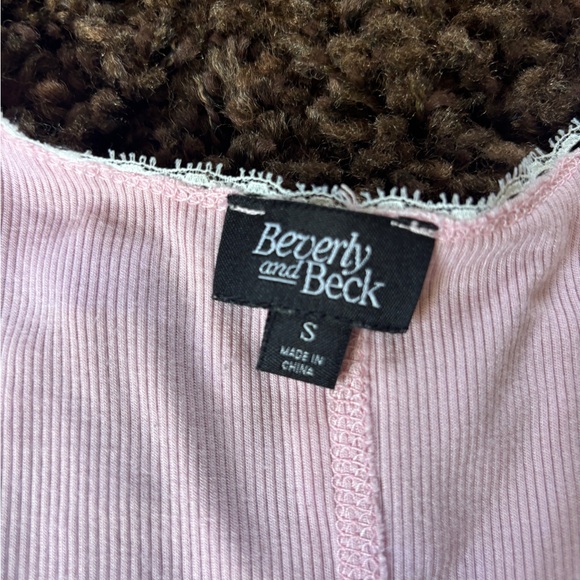 Beverly
and Beck
S
MADE IN
CHINA